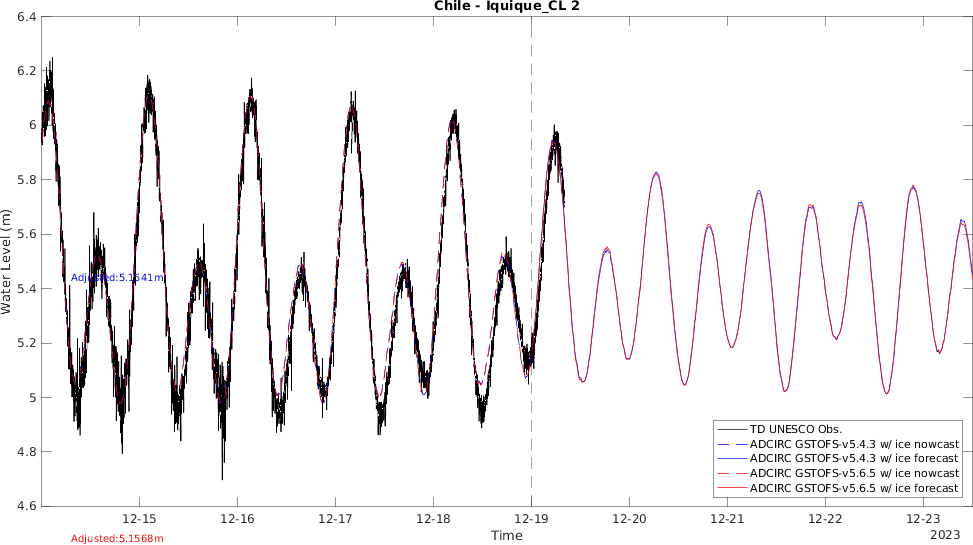 Chile - Iquique_CL 2
6.4
6.2
6
5.8
5.6
5.4
5.2
5
4.8
4.6
Water Level (m)
Adjusted:5.1541m
TD UNESCO Obs.
ADCIRC GSTOFS-v5.4.3 w/ ice nowcast
ADCIRC GSTOFS-v5.4.3 w/ ice forecast
ADCIRC GSTOFS-v5.6.5 w/ ice nowcast
ADCIRC GSTOFS-v5.6.5 w/ ice forecast
12-15 12-16 12-17 12-18 12-19 12-20 12-21 12-22 12-23
Time
2023
Adjusted:5.1568m